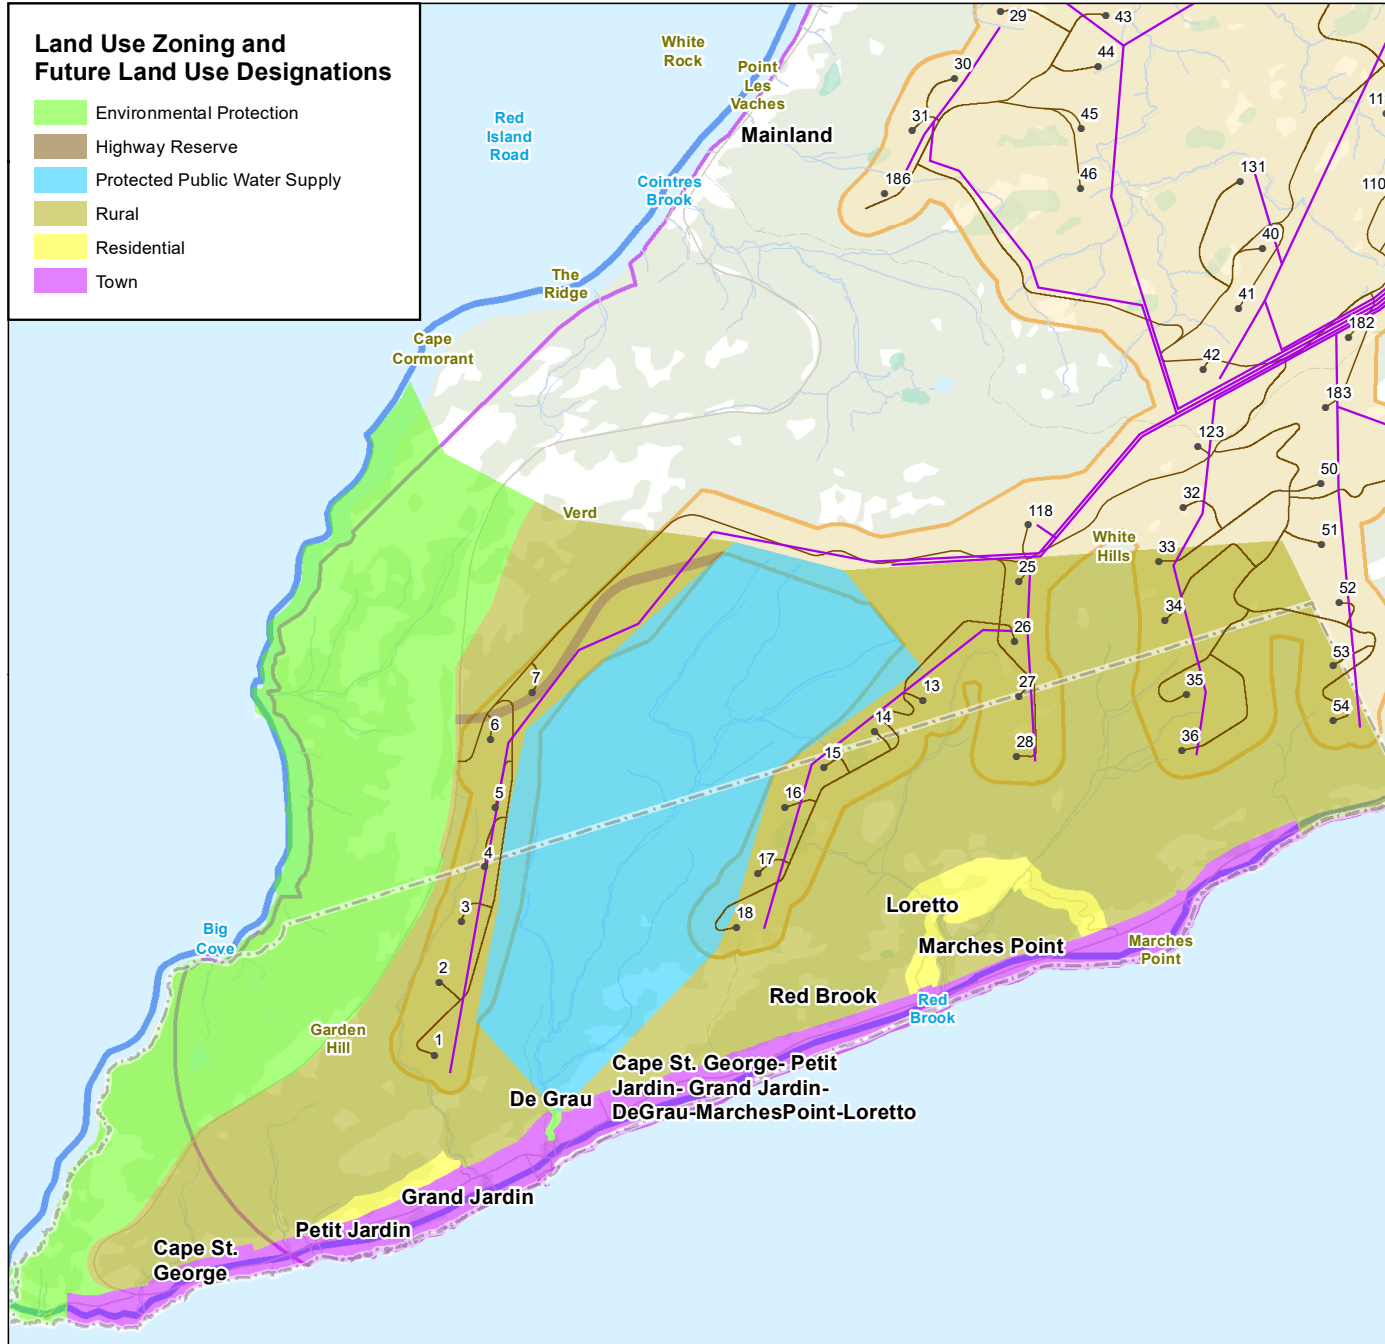 Land Use Zoning and
Future Land Use Designations
Environmental Protection
Highway Reserve
Protected Public Water Supply
Rural
Residential
Town
White
Rock
Point
Les
Vaches
Mainland
Red
Island
Road
Cointres
Brook
The
Ridge
Cape
Cormorant
29
43
44
30
31
45
46
186
131
110
11
40
41
42
182
183
123
50
32
51
118
White
Hills
33
25
52
34
26
53
35
27
13
54
36
14
28
15
16
17
18
Verd
7
6
5
4
3
2
1
Big
Cove
Garden
Hill
Loretto
Marches Point
Marches
Point
Red Brook
Red
Brook
Cape St. George- Petit
Jardin- Grand Jardin-
DeGrau-MarchesPoint-Loretto
De Grau
Grand Jardin
Petit Jardin
Cape St.
George